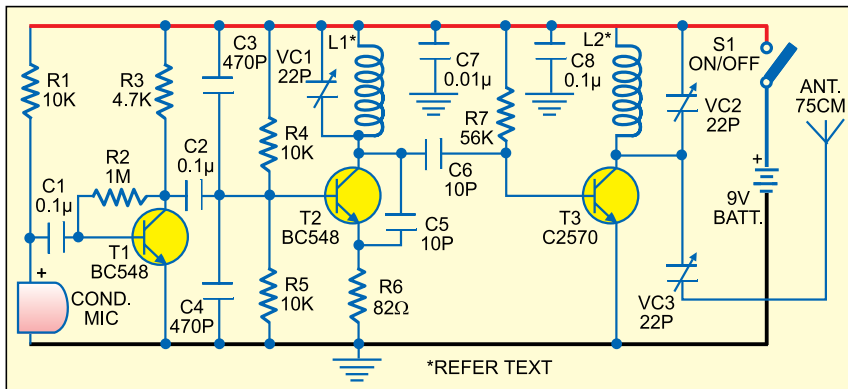 R1
10K
R3
4.7K
C3
470P
VC1
22P
L1*
C7
0.01µ
C8
0.1µ
L2*
S1
ON/OFF
ANT.
75CM
VC2
22P
R7
56K
R4
10K
R2
1M
C2
0.1µ
C1
0.1µ
C6
10P
T2
BC548
C5
10P
T3
C2570
+
9V
BATT.
T1
BC548
+
COND.
MIC
C4
470P
R5
10K
R6
82Ω
VC3
22P
*REFER TEXT